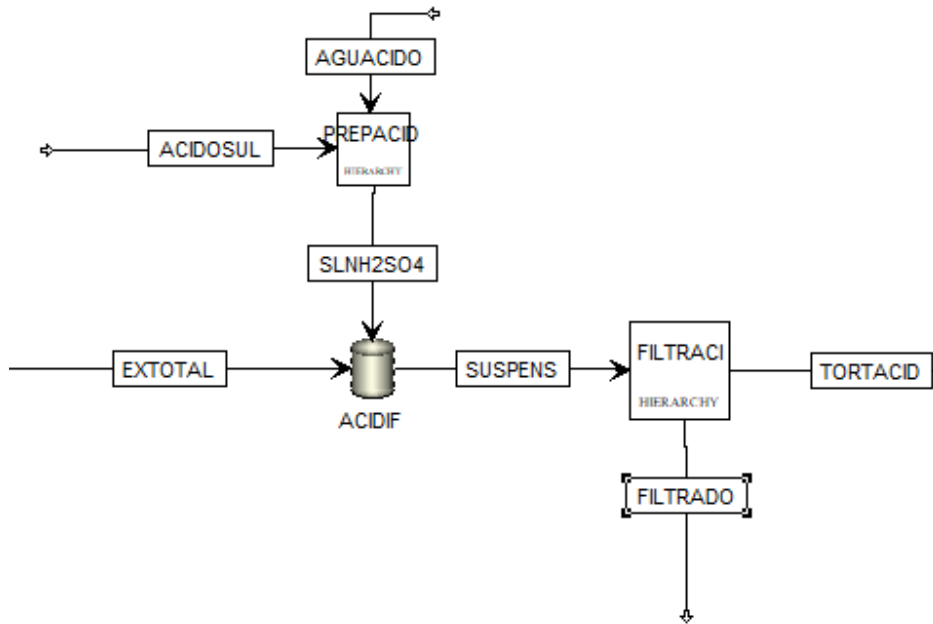 AGUACIDO
PREPACID
HIERARCHY
ACIDOSUL
SLNH2SO4
EXTOTAL
ACIDIF
SUSPENS
FILTRACI
HIERARCHY
TORTACID
FILTRADO